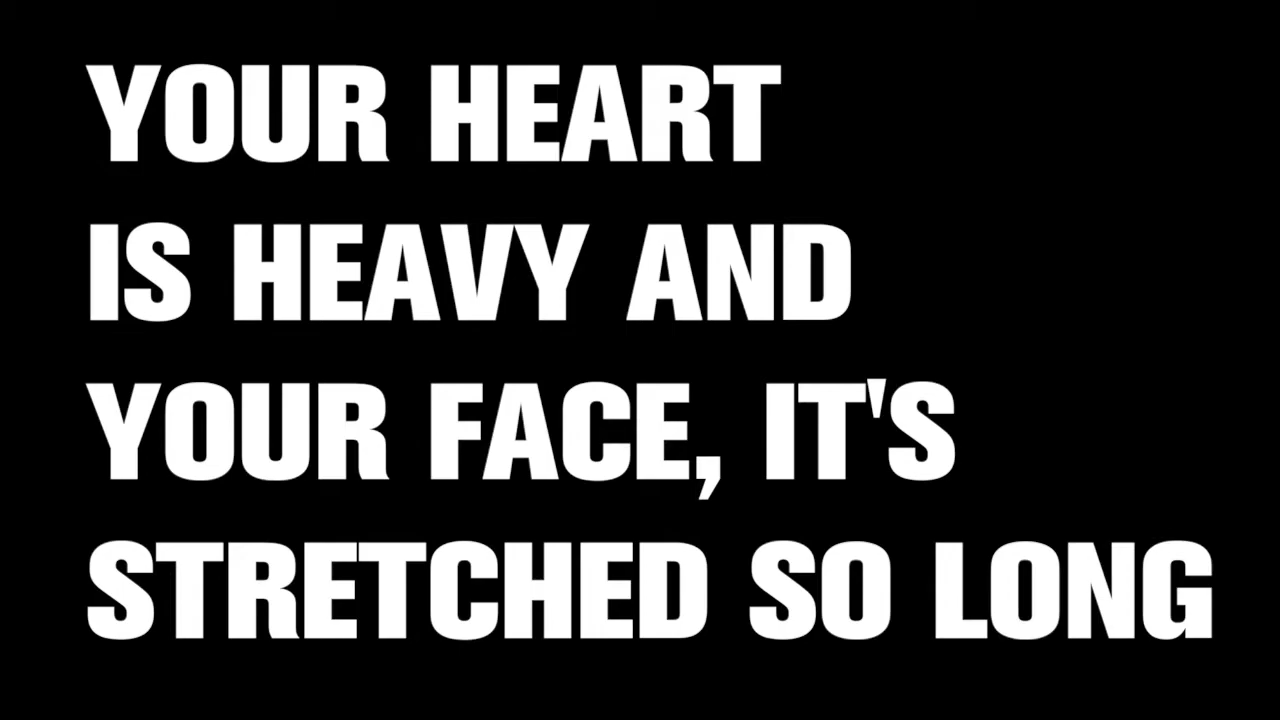 YOUR HEART
IS HEAVY AND
YOUR FACE, IT'S
STRETCHED SO LONG